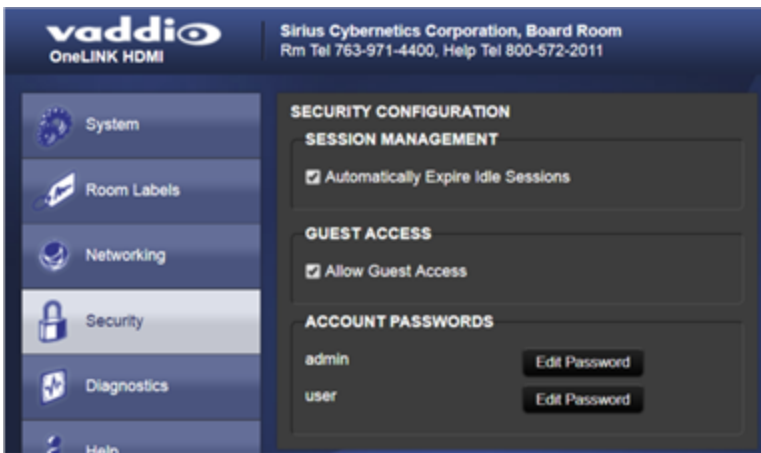 vaddio
OneLINK HDMI
Sirius Cybernetics Corporation, Board Room
Rm Tel 763-971-4400, Help Tel 800-572-2011
System
Room Labels
Networking
Security
Diagnostics
Help
SECURITY CONFIGURATION
SESSION MANAGEMENT
Automatically Expire Idle Sessions
GUEST ACCESS
Allow Guest Access
ACCOUNT PASSWORDS
admin Edit Password
user Edit Password